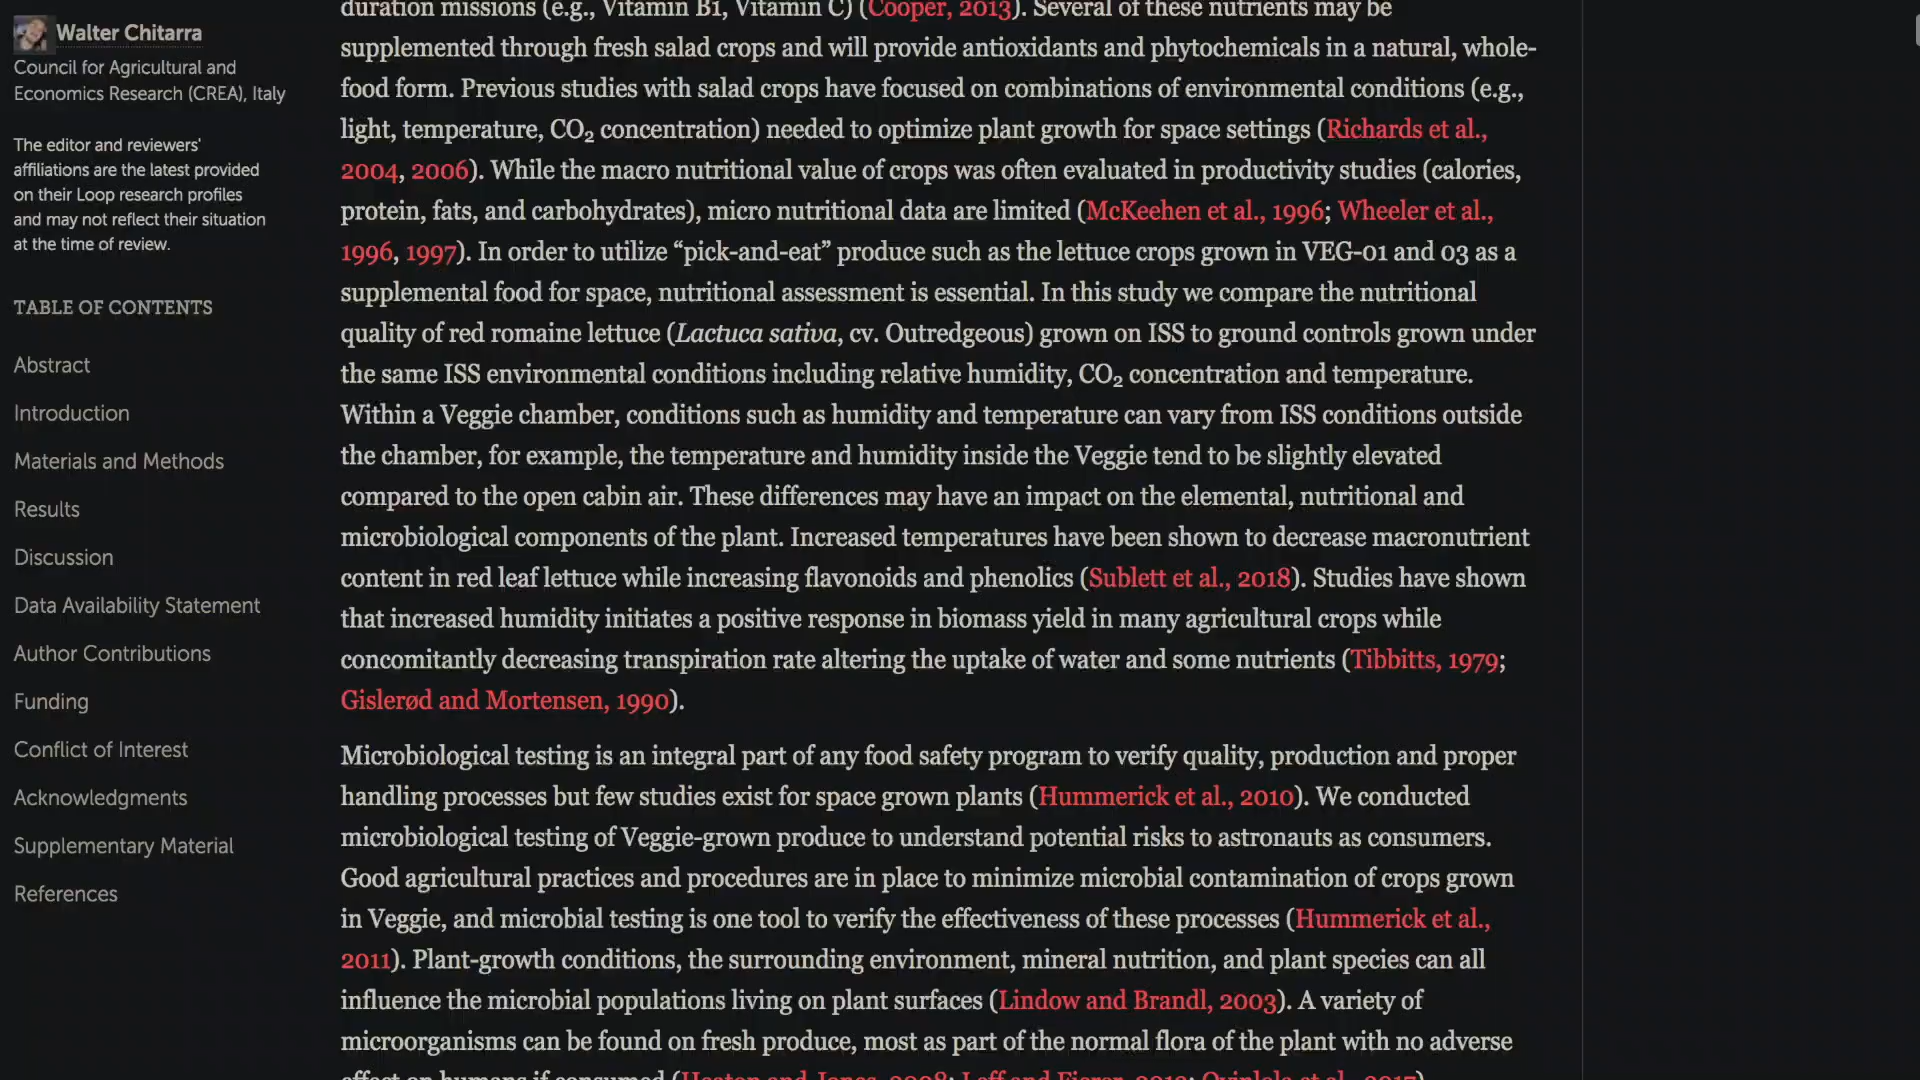 Walter Chitarra
Council for Agricultural and
Economics Research (CREA), Italy
The editor and reviewers'
affiliations are the latest provided
on their Loop research profiles
and may not reflect their situation
at the time of review.
TABLE OF CONTENTS
Abstract
Introduction
Materials and Methods
Results
Discussion
Data Availability Statement
Author Contributions
Funding
Conflict of Interest
Acknowledgments
Supplementary Material
References
duration missions (e.g., Vitamin B1, Vitamin C) (Cooper, 2013). Several of these nutrients may be
supplemented through fresh salad crops and will provide antioxidants and phytochemicals in a natural, whole-
food form. Previous studies with salad crops have focused on combinations of environmental conditions (e.g.,
light, temperature, CO₂ concentration) needed to optimize plant growth for space settings (Richards et al.,
2004, 2006). While the macro nutritional value of crops was often evaluated in productivity studies (calories,
protein, fats, and carbohydrates), micro nutritional data are limited (McKeehen et al., 1996; Wheeler et al.,
1996, 1997). In order to utilize “pick-and-eat” produce such as the lettuce crops grown in VEG-01 and 03 as a
supplemental food for space, nutritional assessment is essential. In this study we compare the nutritional
quality of red romaine lettuce (Lactuca sativa, cv. Outredgeous) grown on ISS to ground controls grown under
the same ISS environmental conditions including relative humidity, CO₂ concentration and temperature.
Within a Veggie chamber, conditions such as humidity and temperature can vary from ISS conditions outside
the chamber, for example, the temperature and humidity inside the Veggie tend to be slightly elevated
compared to the open cabin air. These differences may have an impact on the elemental, nutritional and
microbiological components of the plant. Increased temperatures have been shown to decrease macronutrient
content in red leaf lettuce while increasing flavonoids and phenolics (Sublett et al., 2018). Studies have shown
that increased humidity initiates a positive response in biomass yield in many agricultural crops while
concomitantly decreasing transpiration rate altering the uptake of water and some nutrients (Tibbitts, 1979;
Gislerød and Mortensen, 1990).
Microbiological testing is an integral part of any food safety program to verify quality, production and proper
handling processes but few studies exist for space grown plants (Hummerick et al., 2010). We conducted
microbiological testing of Veggie-grown produce to understand potential risks to astronauts as consumers.
Good agricultural practices and procedures are in place to minimize microbial contamination of crops grown
in Veggie, and microbial testing is one tool to verify the effectiveness of these processes (Hummerick et al.,
2011). Plant-growth conditions, the surrounding environment, mineral nutrition, and plant species can all
influence the microbial populations living on plant surfaces (Lindow and Brandl, 2003). A variety of
microorganisms can be found on fresh produce, most as part of the normal flora of the plant with no adverse
effect on humans if consumed